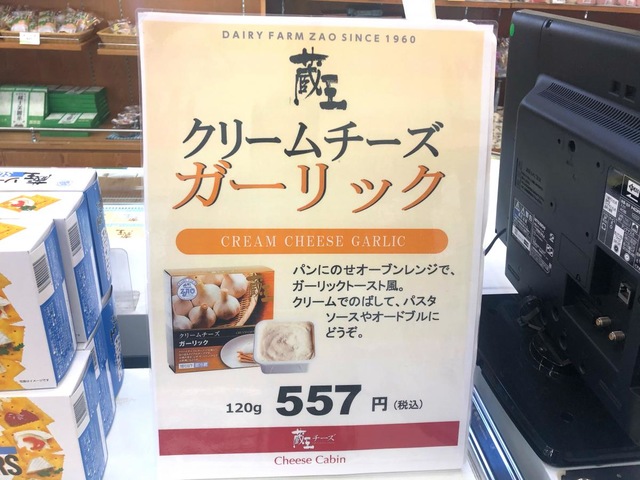 DAIRY FARM ZAO SINCE 1960
蔵王
クリームチーズ
ガーリック
CREAM CHEESE GARLIC
パンにのせオーブンレンジで、
ガーリックトースト風。
クリームでのばして、パスタ
ソースやオードブルに
どうぞ。
ZAO
クリームチーズ
ガーリック
120g 557 円 (税込)
蔵王チーズ
Cheese Cabin